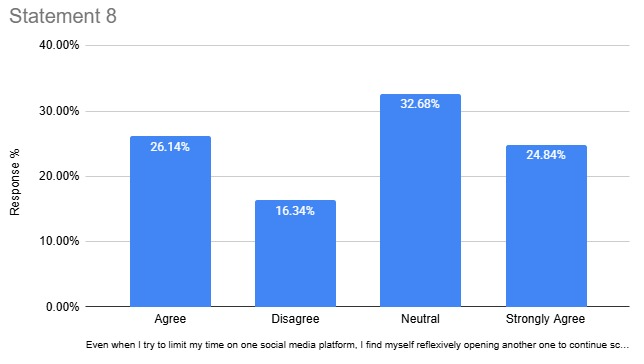 Statement 8
40.00%
30.00%
20.00%
10.00%
0.00%
Response %
26.14%
16.34%
32.68%
24.84%
Agree
Disagree
Neutral
Strongly Agree
Even when I try to limit my time on one social media platform, I find myself reflexively opening another one to continue sc...